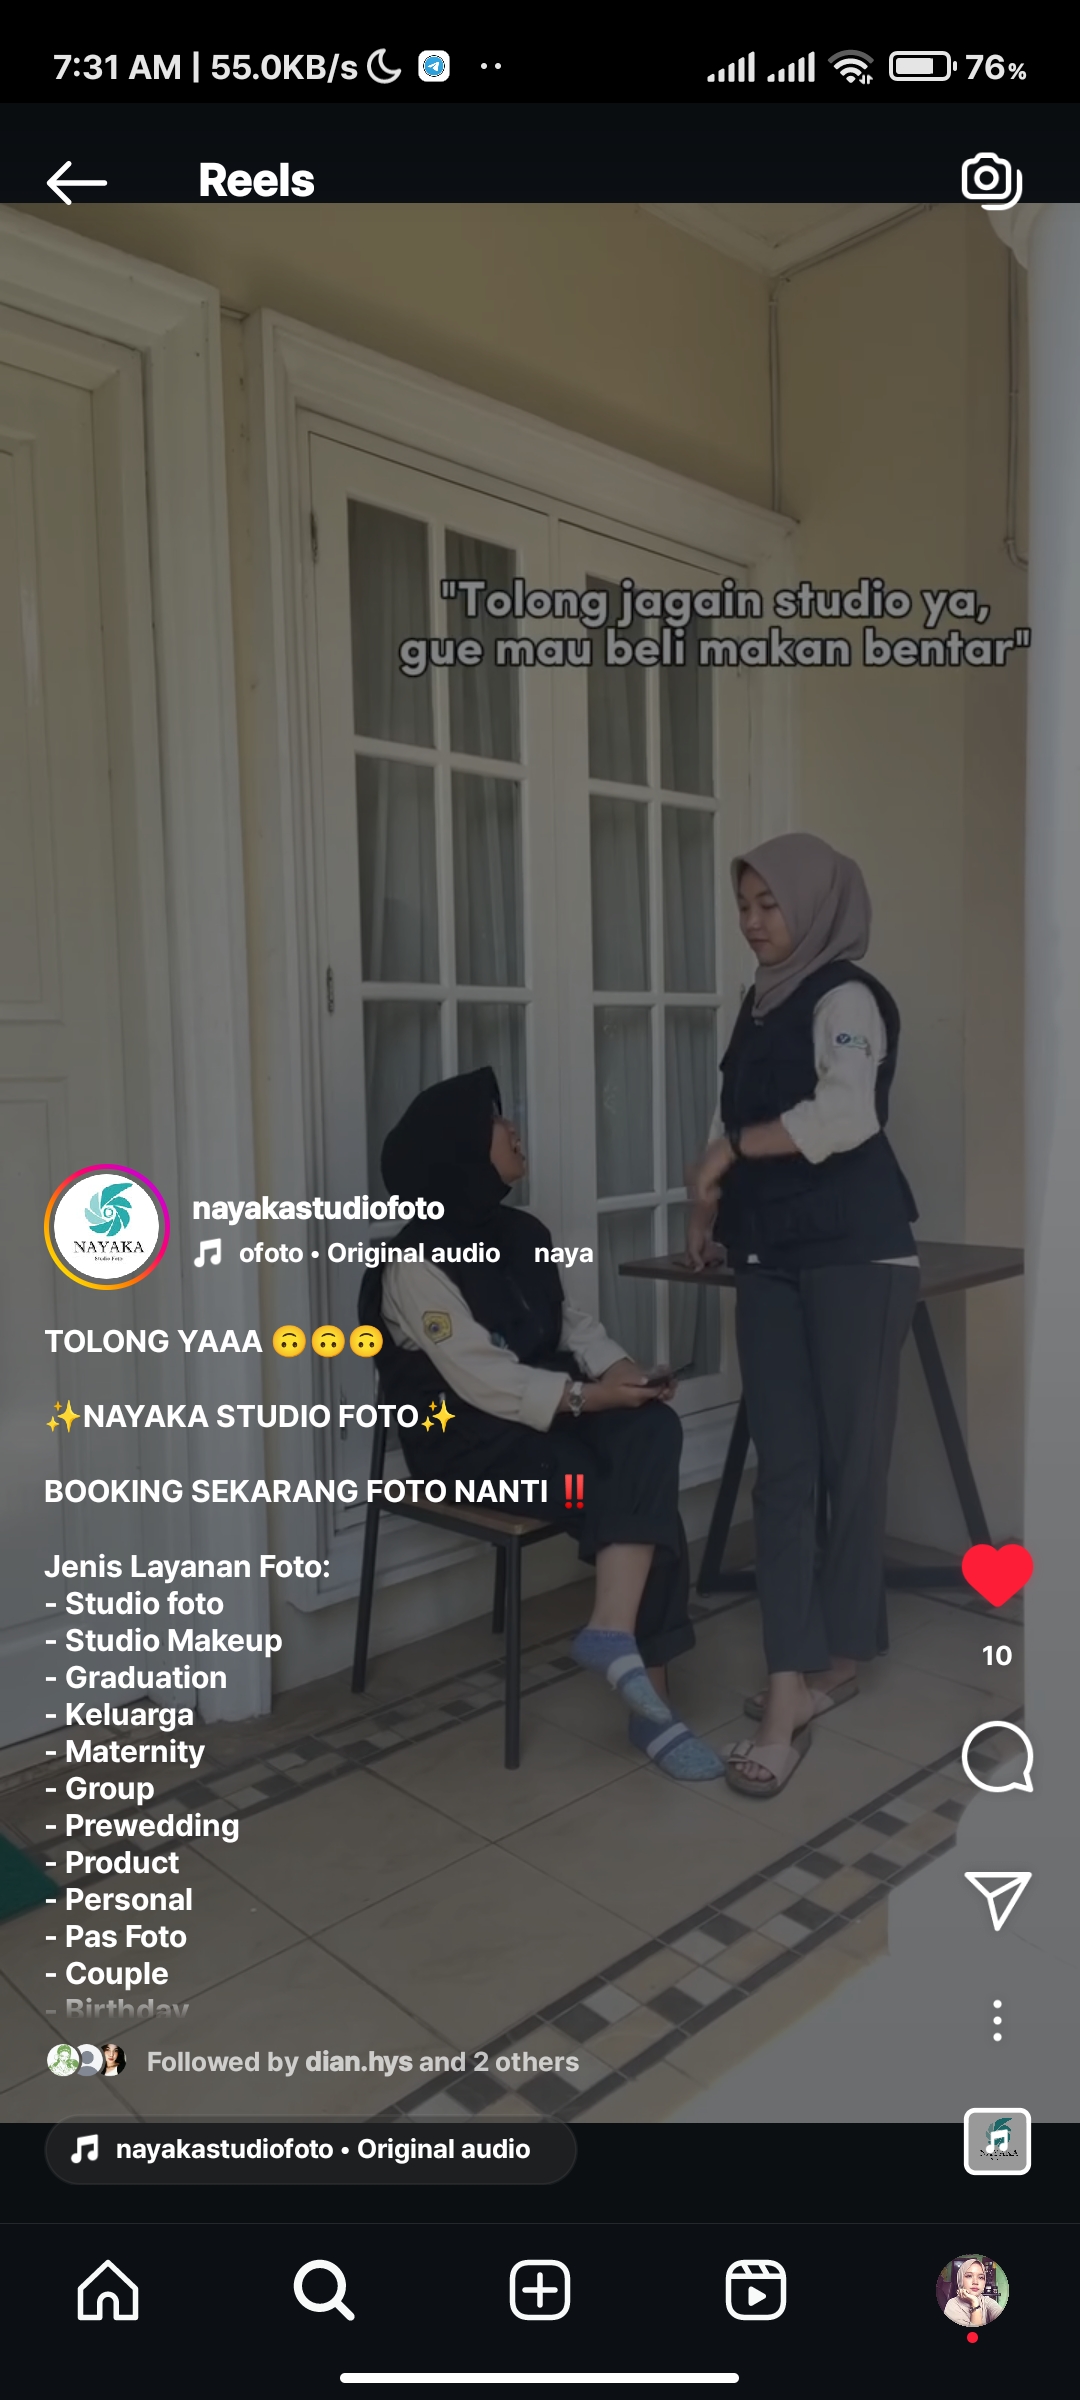 7:31 AM | 55.0KB/s
76%
Reels
"Tolong jagain studio ya,
gue mau beli makan bentar"
NAYAKA
Studio Foto
nayakastudiofoto
ofoto • Original audio naya
TOLONG YAAA 🙃🙃🙃
✨NAYAKA STUDIO FOTO✨
BOOKING SEKARANG FOTO NANTI ‼️
Jenis Layanan Foto:
- Studio foto
- Studio Makeup
- Graduation
- Keluarga
- Maternity
- Group
- Prewedding
- Product
- Personal
- Pas Foto
- Couple
- Birthday
10
Followed by dian.hys and 2 others
nayakastudiofoto • Original audio
NAYAKA